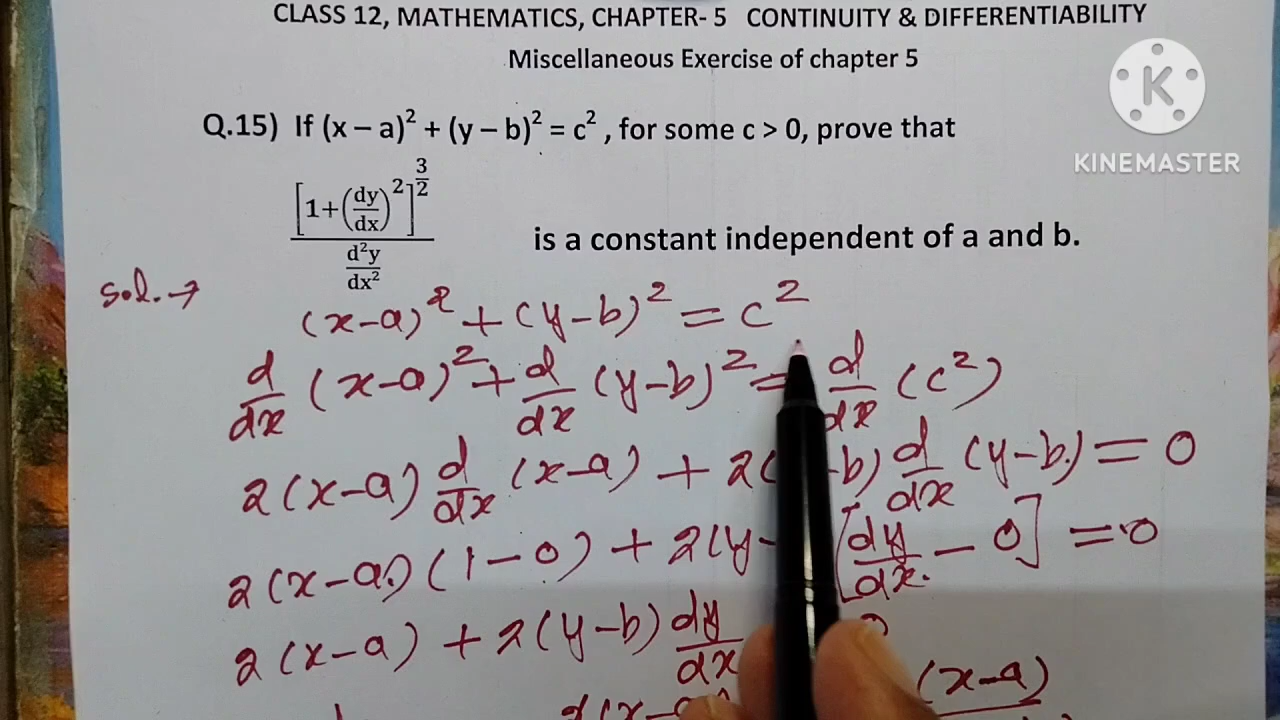 CLASS 12, MATHEMATICS, CHAPTER- 5 CONTINUITY & DIFFERENTIABILITY
Miscellaneous Exercise of chapter 5
KINEMASTER
Q.15) If (x – a)² + (y – b)² = c² , for some c > 0, prove that
[1+(dy/dx)²]^(3/2) / (d²y/dx²) is a constant independent of a and b.
Sol. →
(x-a)² + (y-b)² = c²
d/dx (x-a)² + d/dx (y-b)² = d/dx (c²)
2(x-a) d/dx (x-a) + 2( -b) d/dx (y-b) = 0
2(x-a)(1-0) + 2(y- [dy/dx - 0] = 0
2(x-a) + 2(y-b) dy/dx
(x-a)